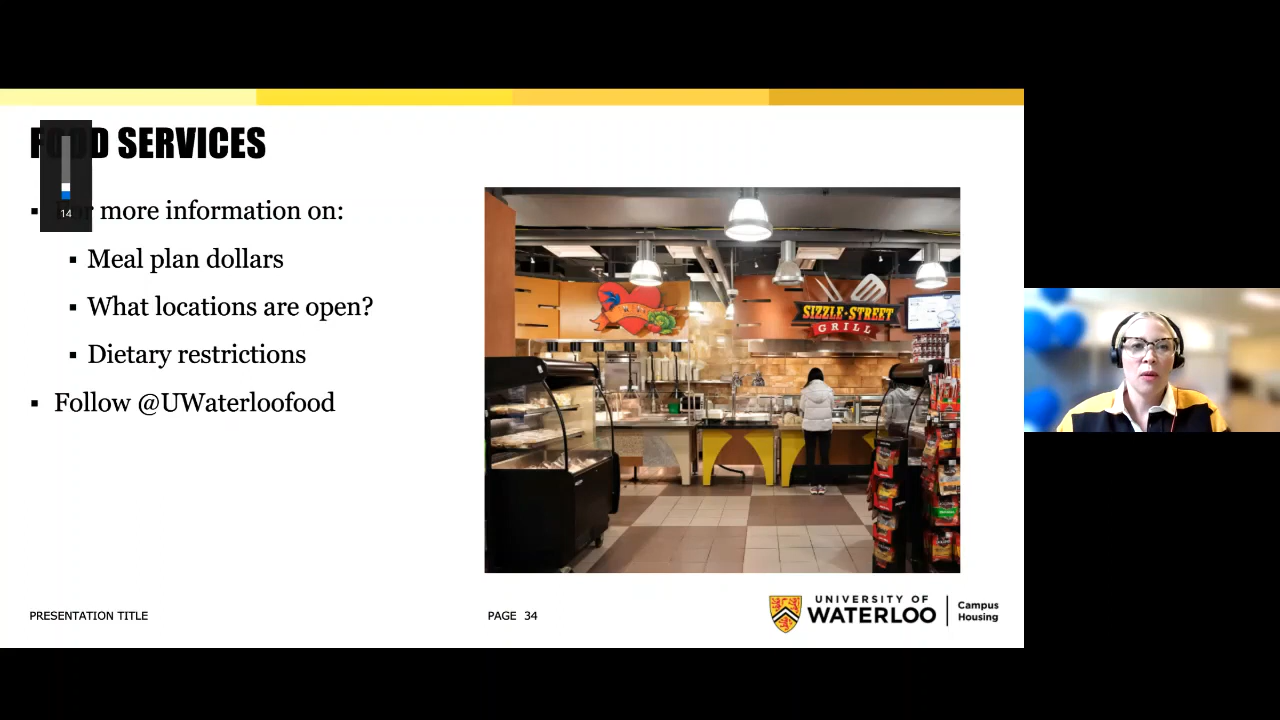 FOOD SERVICES
For more information on:
14
Meal plan dollars
What locations are open?
Dietary restrictions
Follow @UWaterloofood
SIZZLE-STREET
GRILL
PRESENTATION TITLE
PAGE 34
UNIVERSITY OF
WATERLOO
Campus
Housing